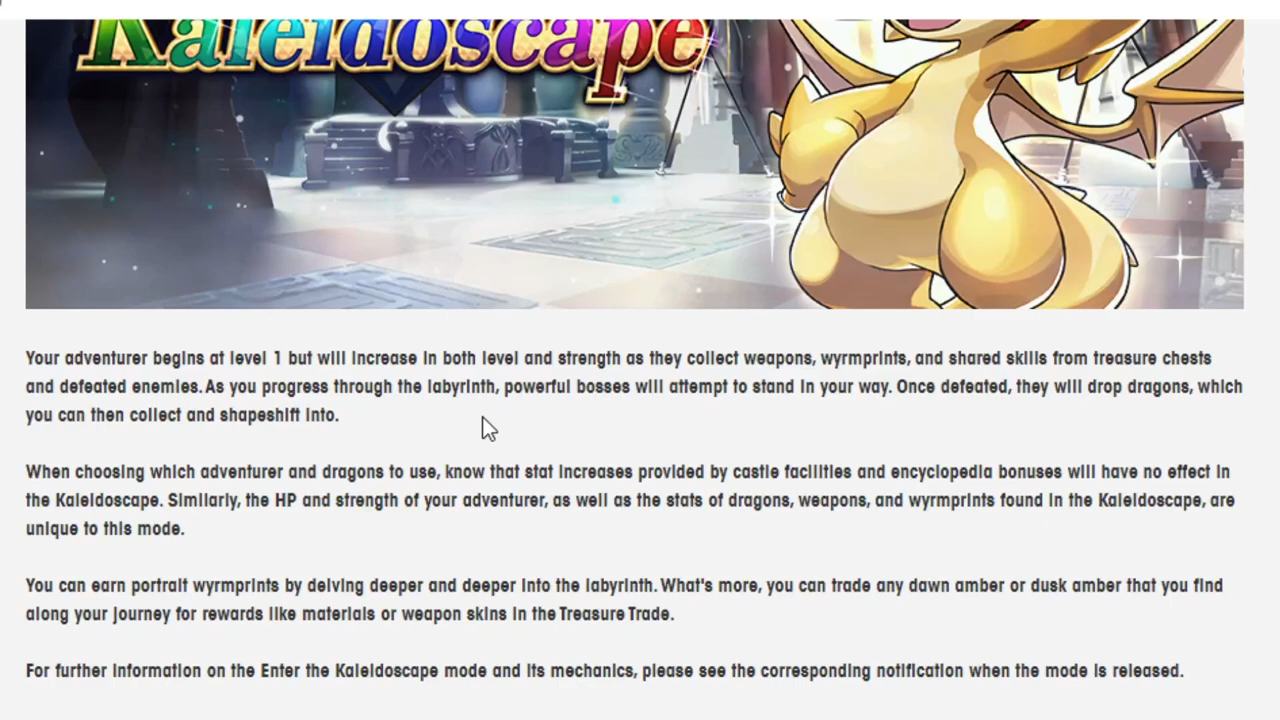 Kaleidoscape
Your adventurer begins at level 1 but will increase in both level and strength as they collect weapons, wyrmprints, and shared skills from treasure chests
and defeated enemies. As you progress through the labyrinth, powerful bosses will attempt to stand in your way. Once defeated, they will drop dragons, which
you can then collect and shapeshift into.
When choosing which adventurer and dragons to use, know that stat increases provided by castle facilities and encyclopedia bonuses will have no effect in
the Kaleidoscape. Similarly, the HP and strength of your adventurer, as well as the stats of dragons, weapons, and wyrmprints found in the Kaleidoscape, are
unique to this mode.
You can earn portrait wyrmprints by delving deeper and deeper into the labyrinth. What's more, you can trade any dawn amber or dusk amber that you find
along your journey for rewards like materials or weapon skins in the Treasure Trade.
For further information on the Enter the Kaleidoscape mode and its mechanics, please see the corresponding notification when the mode is released.